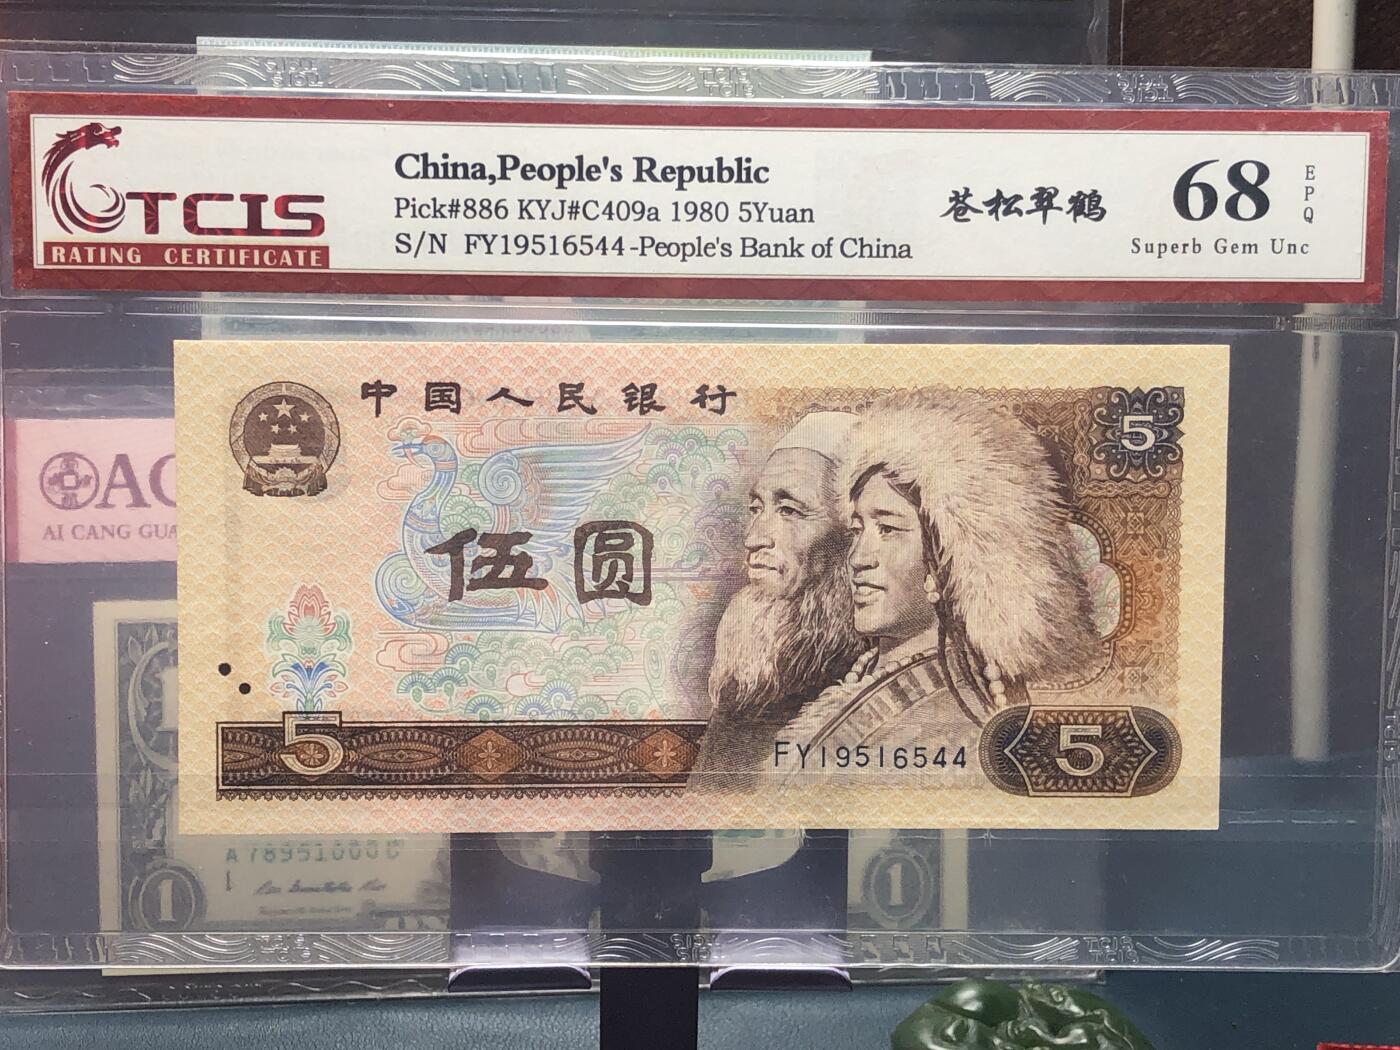 TCIS
RATING CERTIFICATE
China,People's Republic
Pick#886 KYJ#C409a 1980 5Yuan
S/N FY19516544-People's Bank of China
苍松翠鹤
68
EPQ
Superb Gem Unc
中国人民银行
5
伍圆
AC
AI CANG GUA
5
FY19516544
5
A 78951000C
1
1